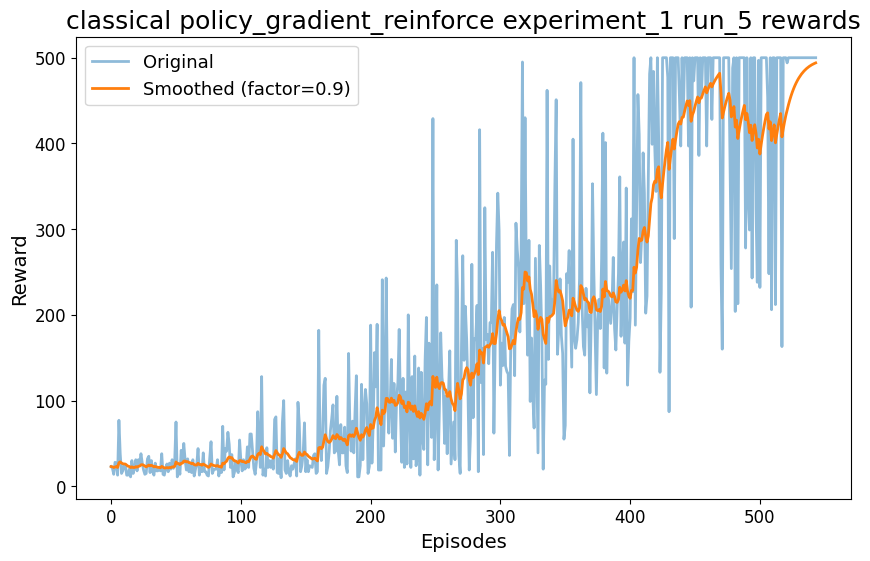 classical policy_gradient_reinforce experiment_1 run_5 rewards
Original
Smoothed (factor=0.9)
500
400
300
200
100
0
Reward
0 100 200 300 400 500
Episodes